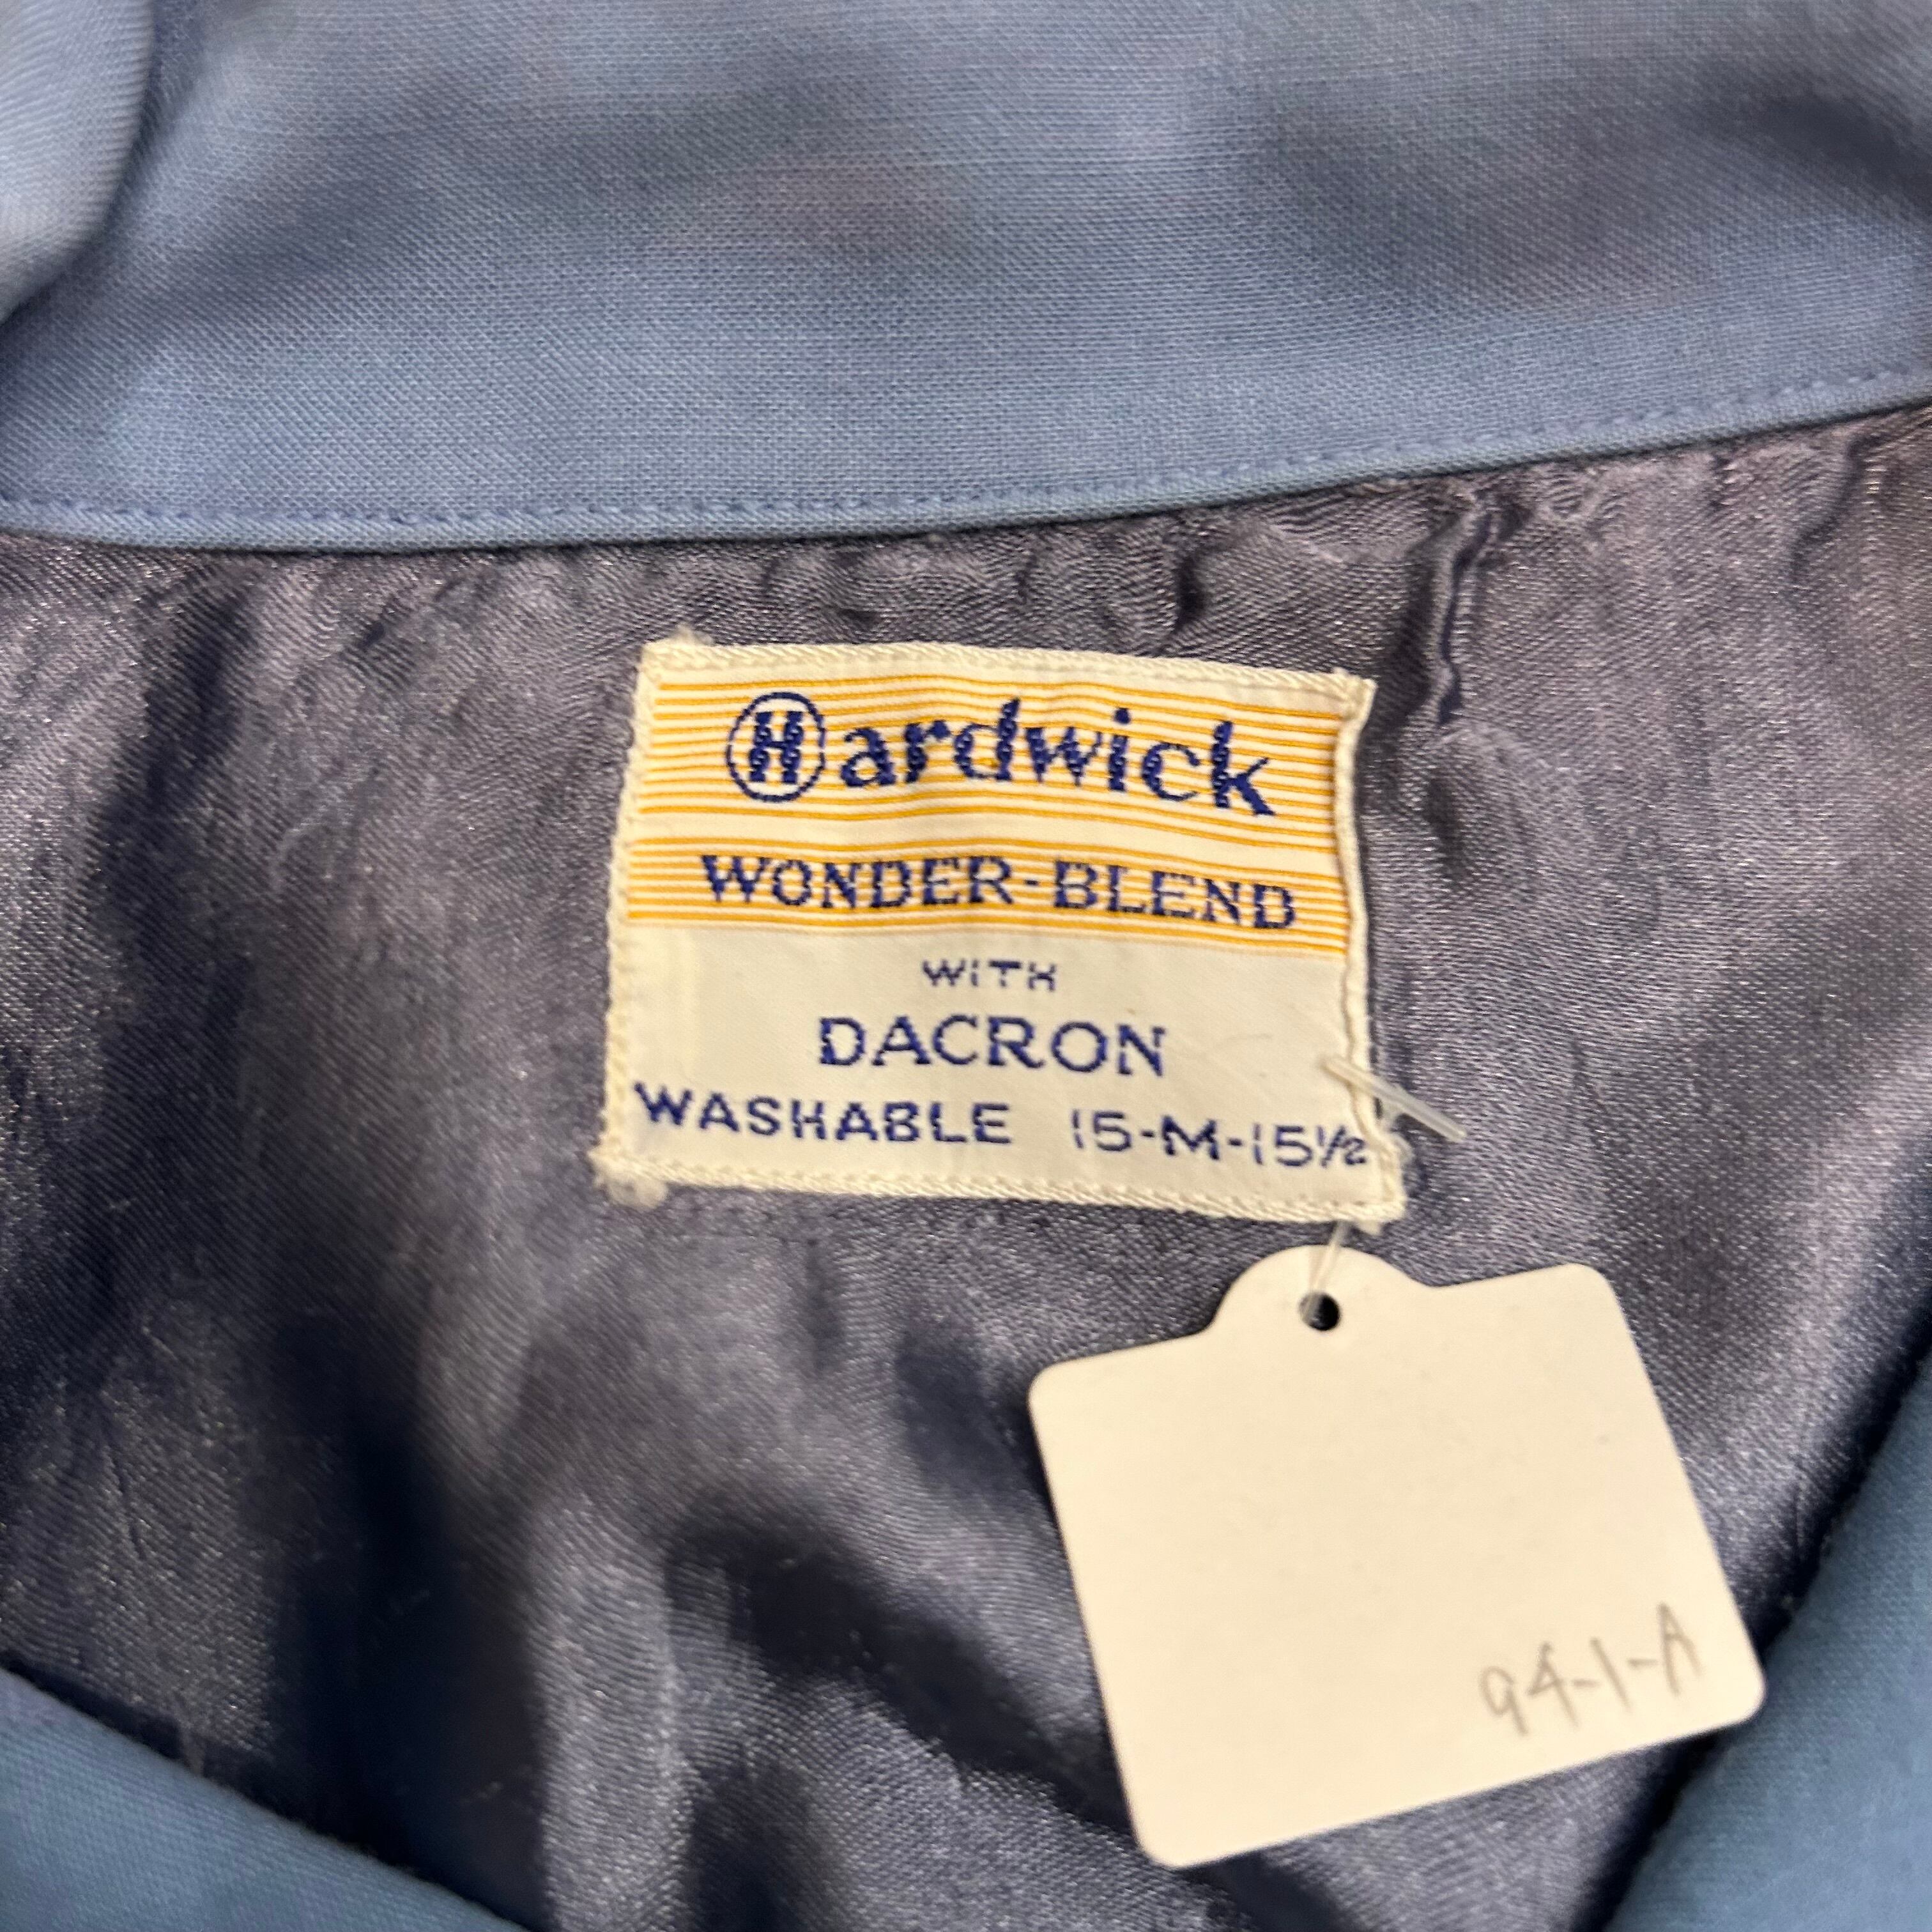 Hardwick
WONDER-BLEND
WITH
DACRON
WASHABLE 15-M-15½
94-1-A